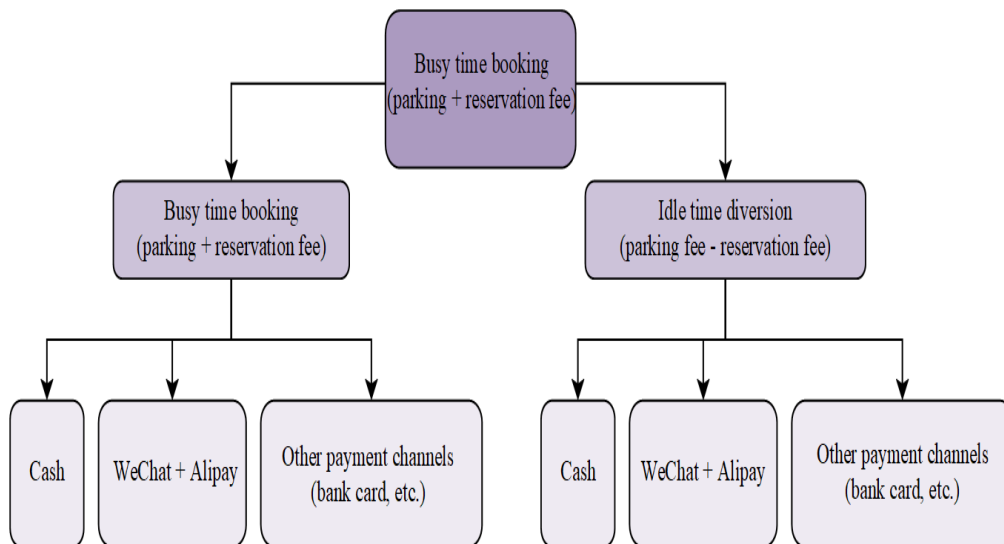 Busy time booking
(parking + reservation fee)
Busy time booking
(parking + reservation fee)
Idle time diversion
(parking fee - reservation fee)
Cash
WeChat + Alipay
Other payment channels
(bank card, etc.)
Cash
WeChat + Alipay
Other payment channels
(bank card, etc.)